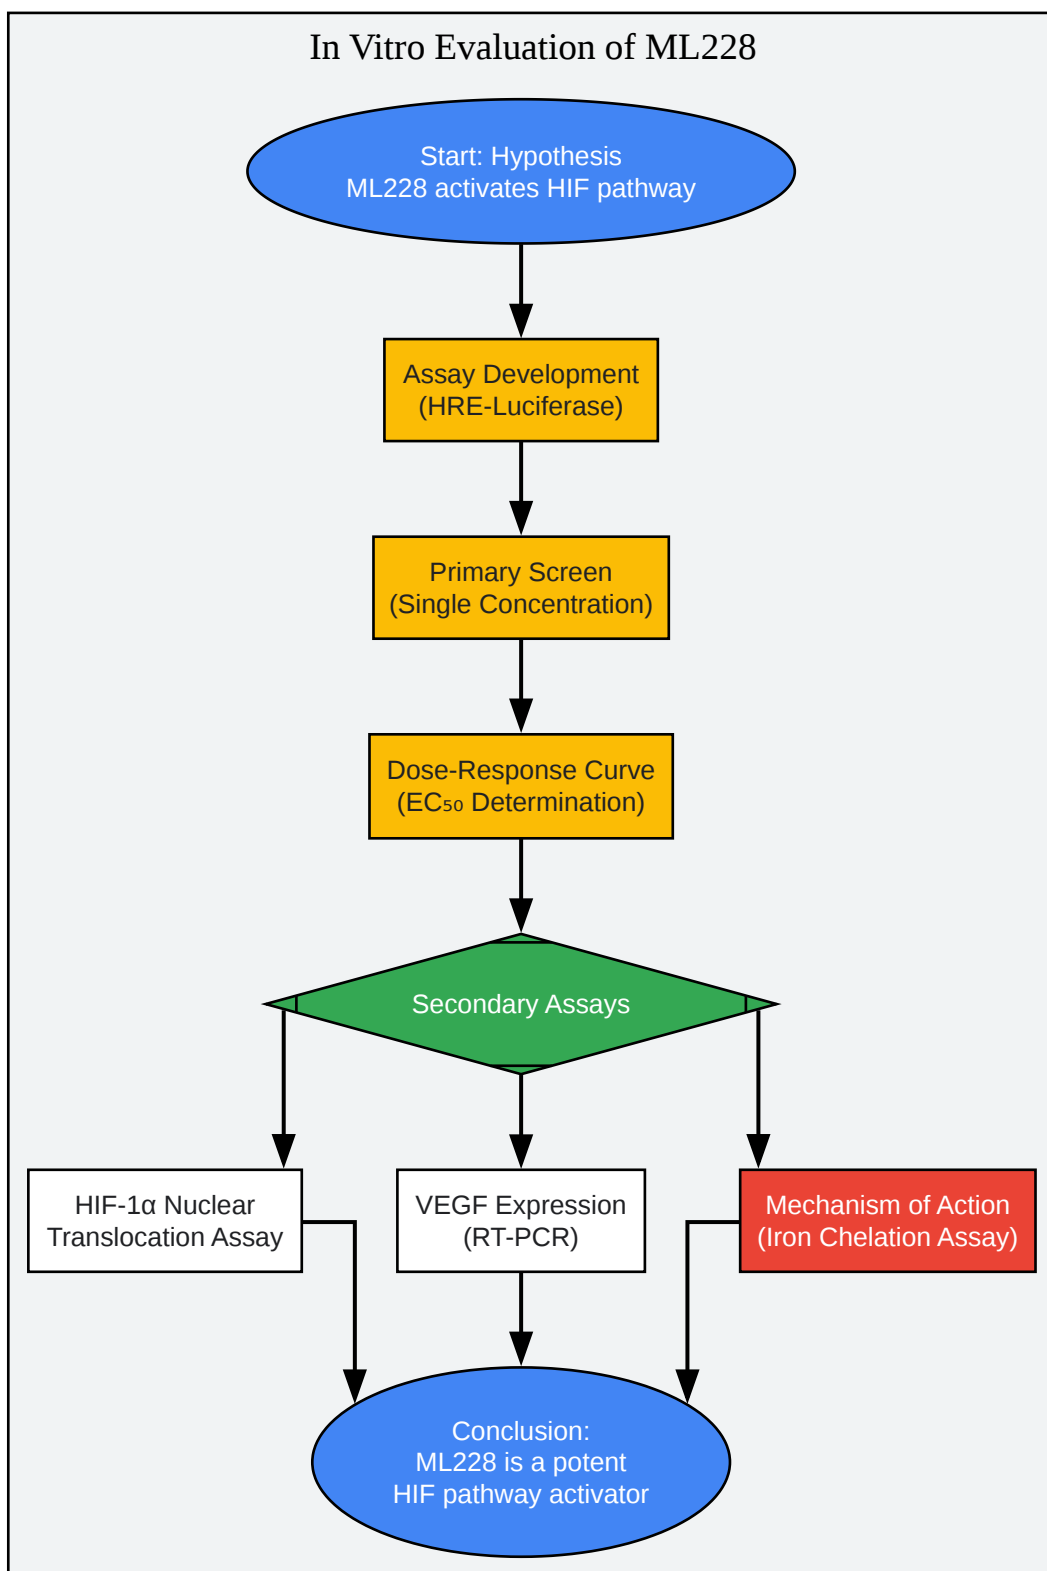 In Vitro Evaluation of ML228
Start: Hypothesis
ML228 activates HIF pathway
Assay Development
(HRE-Luciferase)
Primary Screen
(Single Concentration)
Dose-Response Curve
(EC₅₀ Determination)
Secondary Assays
HIF-1α Nuclear
Translocation Assay
VEGF Expression
(RT-PCR)
Mechanism of Action
(Iron Chelation Assay)
Conclusion:
ML228 is a potent
HIF pathway activator